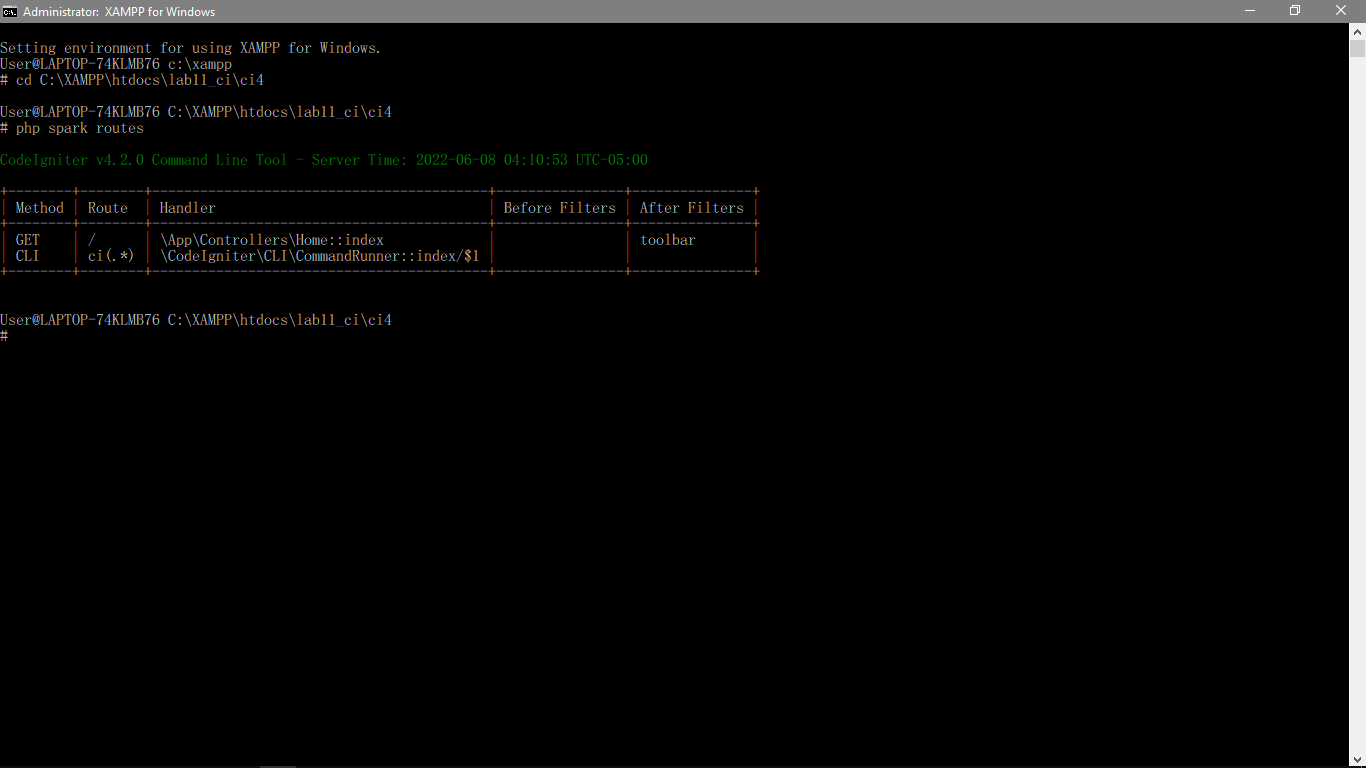 Administrator: XAMPP for Windows
Setting environment for using XAMPP for Windows.
User@LAPTOP-74KLMB76 c:\xampp
# cd C:\XAMPP\htdocs\lab11_ci\ci4
User@LAPTOP-74KLMB76 C:\XAMPP\htdocs\lab11_ci\ci4
# php spark routes
CodeIgniter v4.2.0 Command Line Tool - Server Time: 2022-06-08 04:10:53 UTC-05:00
+--------+--------+------------------------------------------+----------------+---------------+
| Method | Route | Handler | Before Filters | After Filters |
+--------+--------+------------------------------------------+----------------+---------------+
| GET | / | \App\Controllers\Home::index | | toolbar |
| CLI | ci(.*) | \CodeIgniter\CLI\CommandRunner::index/$1 | | |
+--------+--------+------------------------------------------+----------------+---------------+
User@LAPTOP-74KLMB76 C:\XAMPP\htdocs\lab11_ci\ci4
#